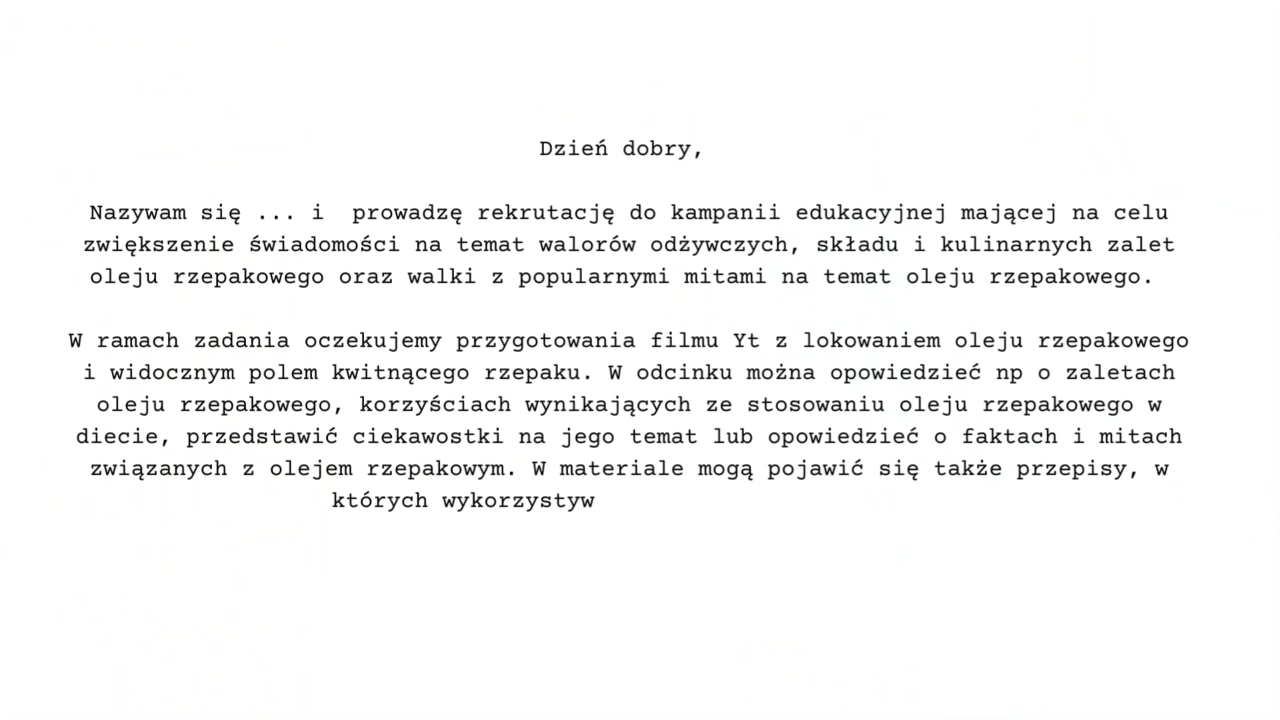 Dzień dobry,
Nazywam się ... i  prowadzę rekrutację do kampanii edukacyjnej mającej na celu
zwiększenie świadomości na temat walorów odżywczych, składu i kulinarnych zalet
oleju rzepakowego oraz walki z popularnymi mitami na temat oleju rzepakowego.
W ramach zadania oczekujemy przygotowania filmu Yt z lokowaniem oleju rzepakowego
i widocznym polem kwitnącego rzepaku. W odcinku można opowiedzieć np o zaletach
oleju rzepakowego, korzyściach wynikających ze stosowaniu oleju rzepakowego w
diecie, przedstawić ciekawostki na jego temat lub opowiedzieć o faktach i mitach
związanych z olejem rzepakowym. W materiale mogą pojawić się także przepisy, w
których wykorzystyw